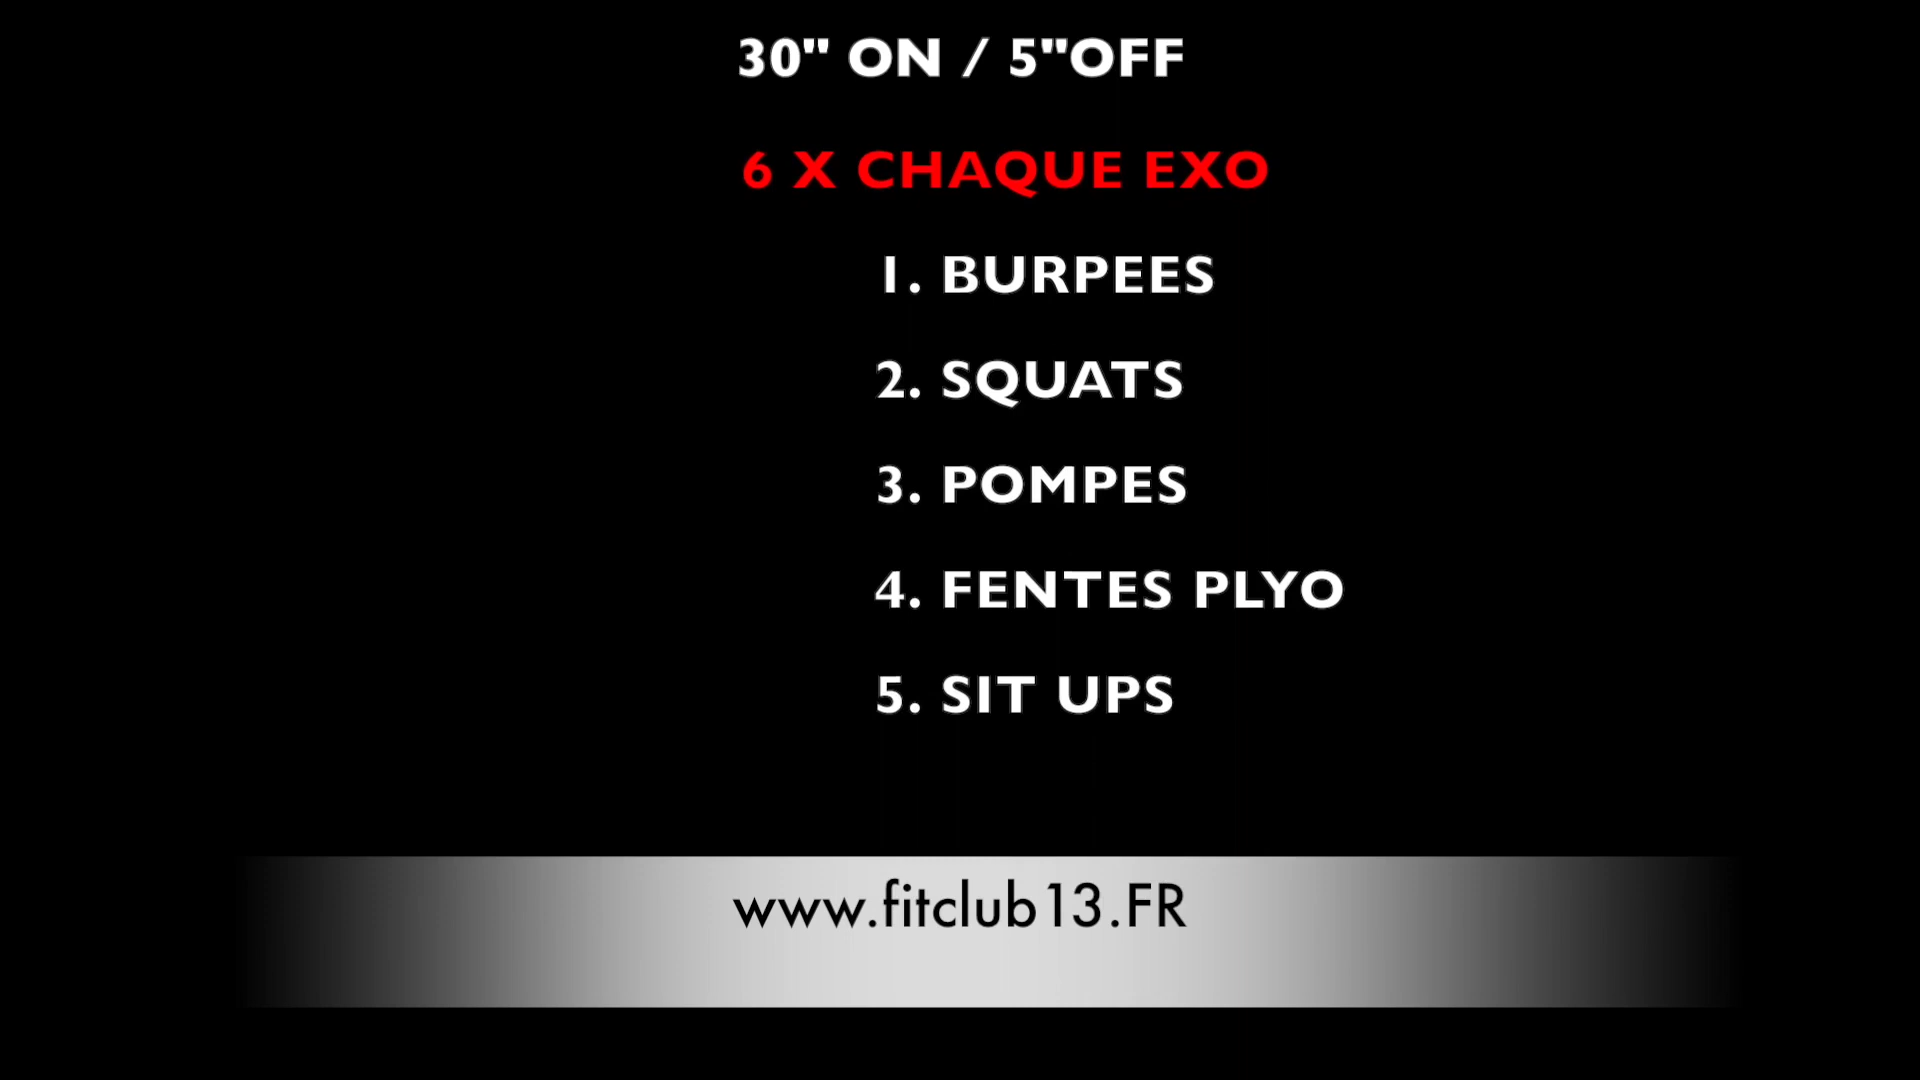 30" ON / 5"OFF
6 X CHAQUE EXO
1. BURPEES
2. SQUATS
3. POMPES
4. FENTES PLYO
5. SIT UPS
www.fitclub13.FR